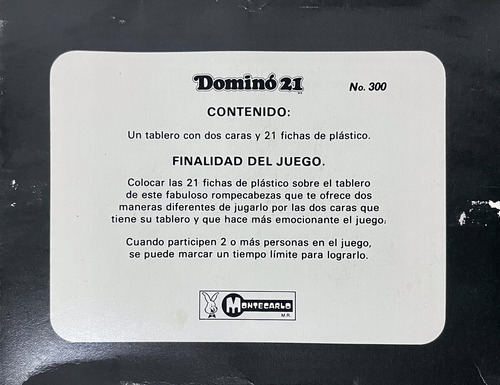 Dominó 21
No. 300
CONTENIDO:
Un tablero con dos caras y 21 fichas de plástico.
FINALIDAD DEL JUEGO.
Colocar las 21 fichas de plástico sobre el tablero
de este fabuloso rompecabezas que te ofrece dos
maneras diferentes de jugarlo por las dos caras que
tiene su tablero y que hace más emocionante el juego.
Cuando participen 2 o más personas en el juego,
se puede marcar un tiempo límite para lograrlo.
MONTECARLO
M.R.